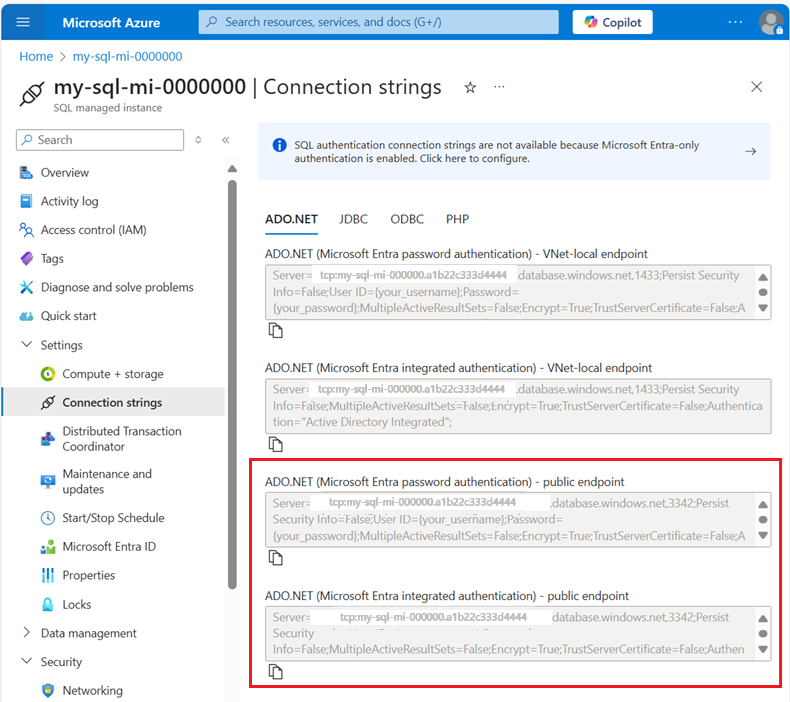 Microsoft Azure
Search resources, services, and docs (G+/)
Copilot
...
Home > my-sql-mi-0000000
my-sql-mi-0000000 | Connection strings
...
SQL managed instance
Search
SQL authentication connection strings are not available because Microsoft Entra-only
authentication is enabled. Click here to configure.
Overview
Activity log
Access control (IAM)
Tags
Diagnose and solve problems
Quick start
Settings
Compute + storage
Connection strings
Distributed Transaction
Coordinator
Maintenance and
updates
Start/Stop Schedule
Microsoft Entra ID
Properties
Locks
Data management
Security
Networking
ADO.NET JDBC ODBC PHP
ADO.NET (Microsoft Entra password authentication) - VNet-local endpoint
Server= tcp:my-sql-mi-000000.a1b22c333d4444 .database.windows.net,1433;Persist Security
Info=False;User ID={your_username};Password=
{your_password};MultipleActiveResultSets=False;Encrypt=True;TrustServerCertificate=False;A
ADO.NET (Microsoft Entra integrated authentication) - VNet-local endpoint
Server= tcp:my-sql-mi-000000.a1b22c333d4444 .database.windows.net,1433;Persist Security
Info=False;MultipleActiveResultSets=False;Encrypt=True;TrustServerCertificate=False;Authentic
ation="Active Directory Integrated";
ADO.NET (Microsoft Entra password authentication) - public endpoint
Server= tcp:my-sql-mi-000000.a1b22c333d4444 .database.windows.net,3342;Persist
Security Info=False;User ID={your_username};Password=
{your_password};MultipleActiveResultSets=False;Encrypt=True;TrustServerCertificate=False;A
ADO.NET (Microsoft Entra integrated authentication) - public endpoint
Server= tcp:my-sql-mi-000000.a1b22c333d4444 .database.windows.net,3342;Persist
Security
Info=False;MultipleActiveResultSets=False;Encrypt=True;TrustServerCertificate=False;Authen